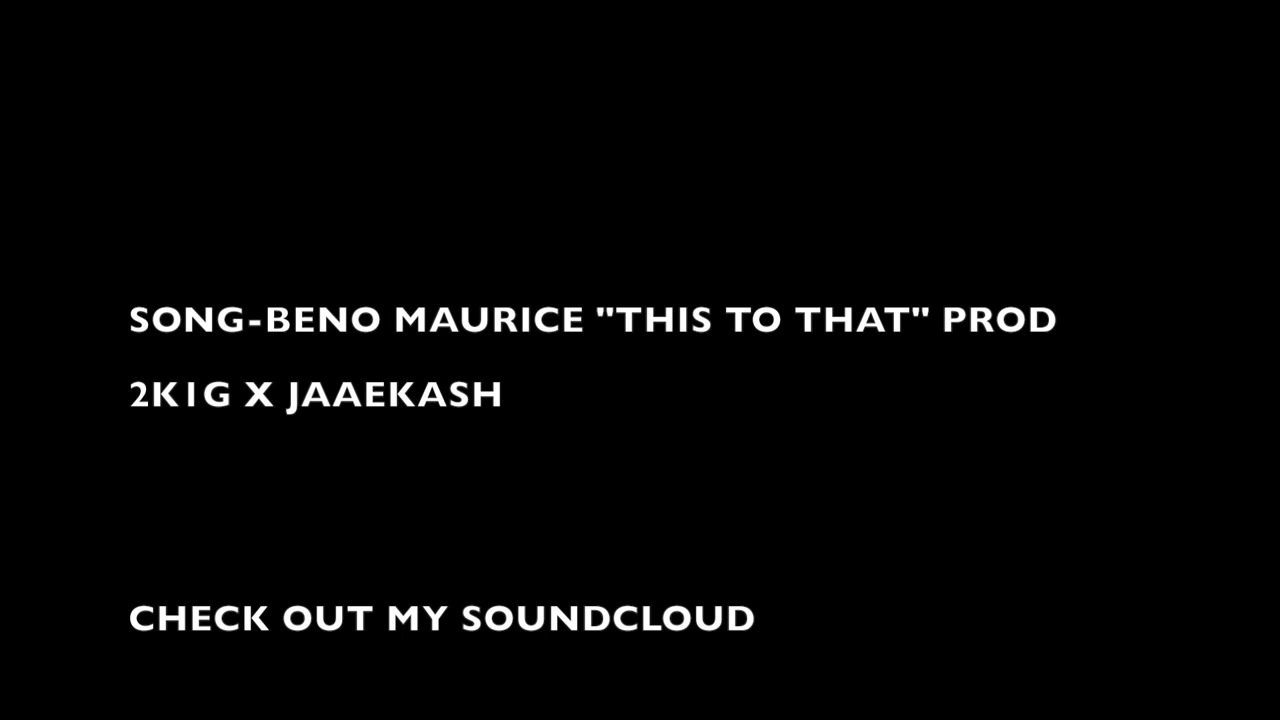 SONG-BENO MAURICE "THIS TO THAT" PROD
2K1G X JAAEKASH
CHECK OUT MY SOUNDCLOUD